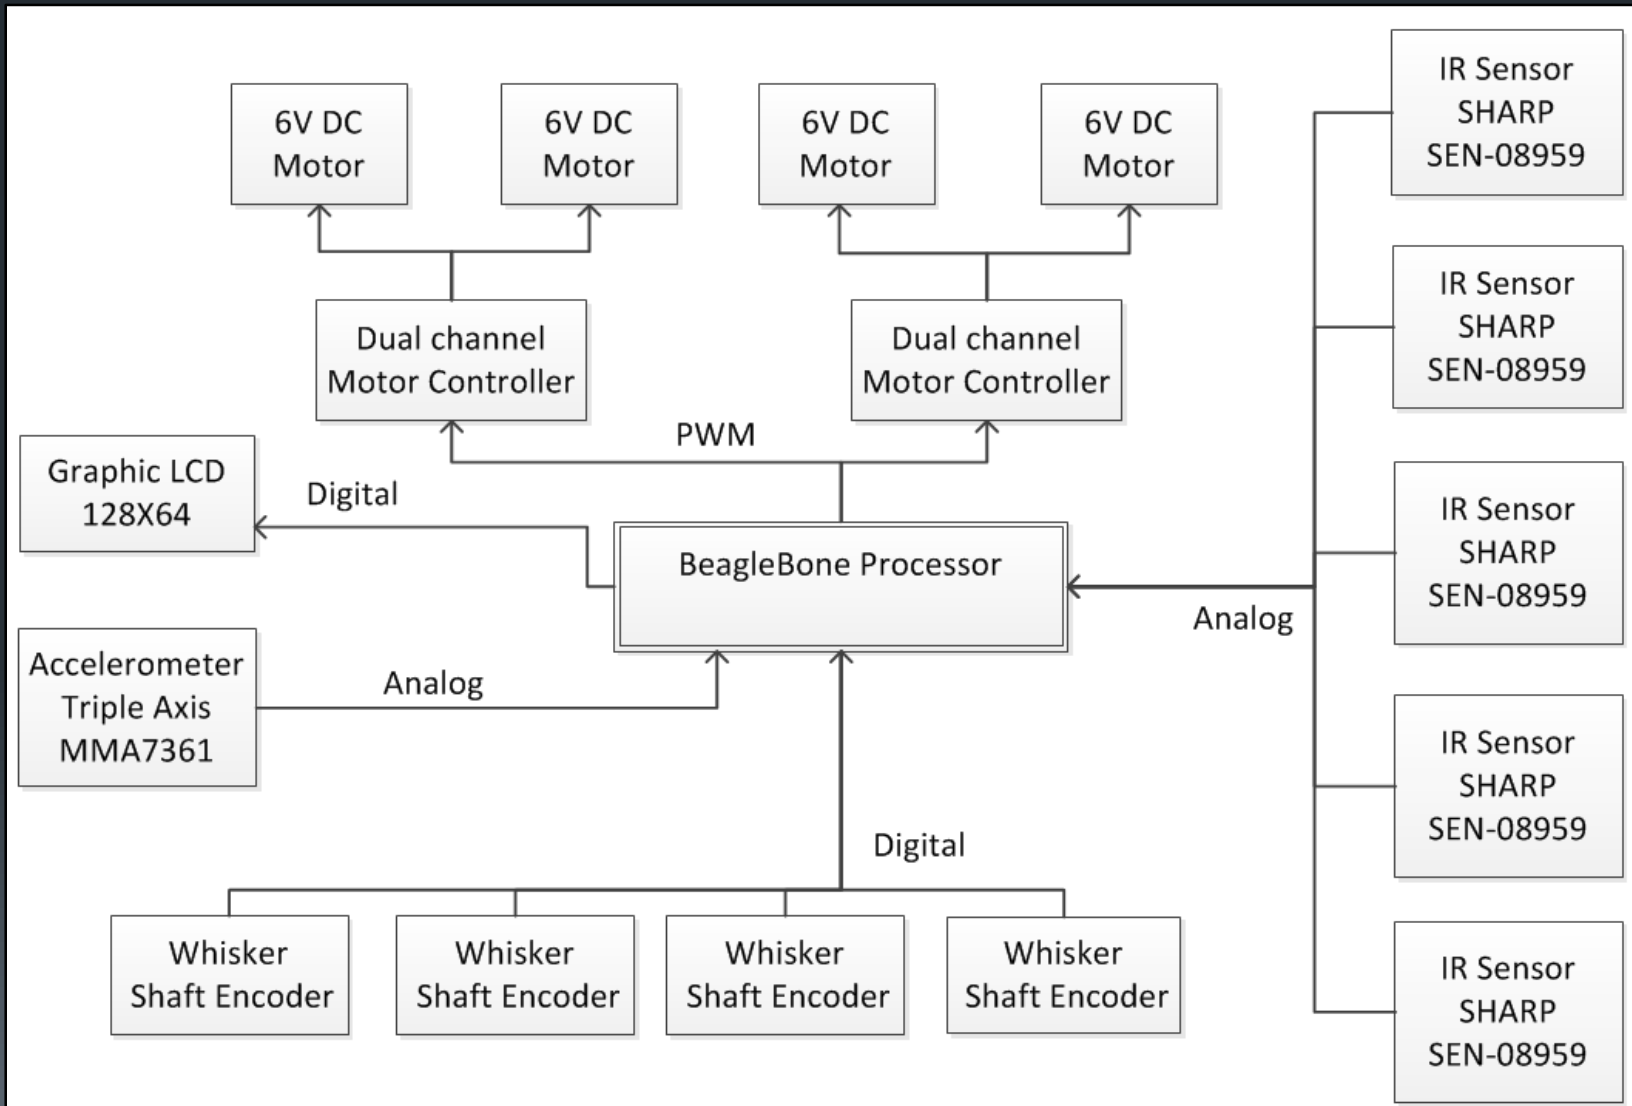 6V DC
Motor
6V DC
Motor
6V DC
Motor
6V DC
Motor
IR Sensor
SHARP
SEN-08959
IR Sensor
SHARP
SEN-08959
Dual channel
Motor Controller
Dual channel
Motor Controller
PWM
Graphic LCD
128X64
Digital
BeagleBone Processor
IR Sensor
SHARP
SEN-08959
Analog
Accelerometer
Triple Axis
MMA7361
Analog
IR Sensor
SHARP
SEN-08959
Digital
Whisker
Shaft Encoder
Whisker
Shaft Encoder
Whisker
Shaft Encoder
Whisker
Shaft Encoder
IR Sensor
SHARP
SEN-08959